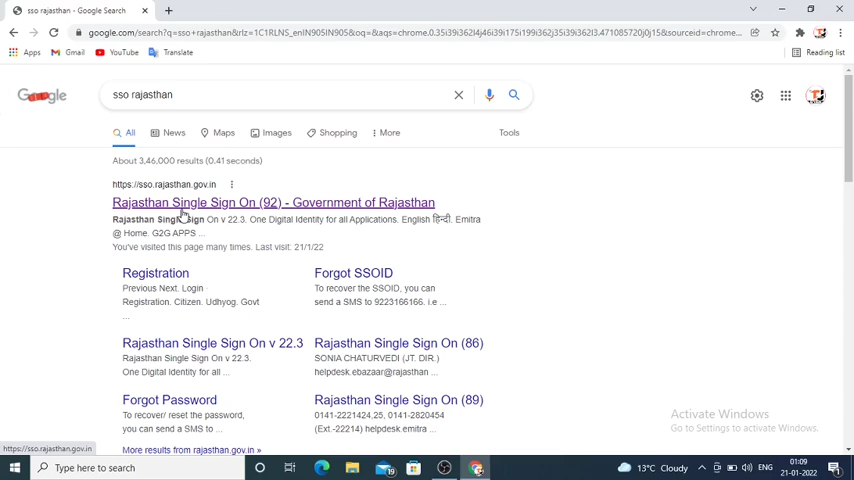 sso rajasthan - Google Search
google.com/search?q=sso+rajasthan&rlz=1C1RLNS_enIN905IN905&oq=&aqs=chrome.0.35i39i362l4j46i39i175i199i362j35i39i362l3.471085720j0j15&sourceid=chrome...
Apps Gmail YouTube Translate Reading list
sso rajasthan
All News Maps Images Shopping More Tools
About 3,46,000 results (0.41 seconds)
https://sso.rajasthan.gov.in
Rajasthan Single Sign On (92) - Government of Rajasthan
Rajasthan Single Sign On v 22.3. One Digital Identity for all Applications. English हिन्दी. Emitra
@ Home. G2G APPS ...
You've visited this page many times. Last visit: 21/1/22
Registration
Previous Next. Login ·
Registration. Citizen. Udhyog. Govt
...
Forgot SSOID
To recover the SSOID, you can
send a SMS to 9223166166. i.e ...
Rajasthan Single Sign On v 22.3
Rajasthan Single Sign On v 22.3.
One Digital Identity for all ...
Rajasthan Single Sign On (86)
SONIA CHATURVEDI (JT. DIR.)
helpdesk.ebazaar@rajasthan ...
Forgot Password
To recover/ reset the password,
you can send a SMS to ...
Rajasthan Single Sign On (89)
0141-2221424,25, 0141-2820454
(Ext.-22214) helpdesk.emitra ...
More results from rajasthan.gov.in »
Activate Windows
Go to Settings to activate Windows.
https://sso.rajasthan.gov.in
Type here to search
19
13°C Cloudy
ENG
01:09
21-01-2022
1